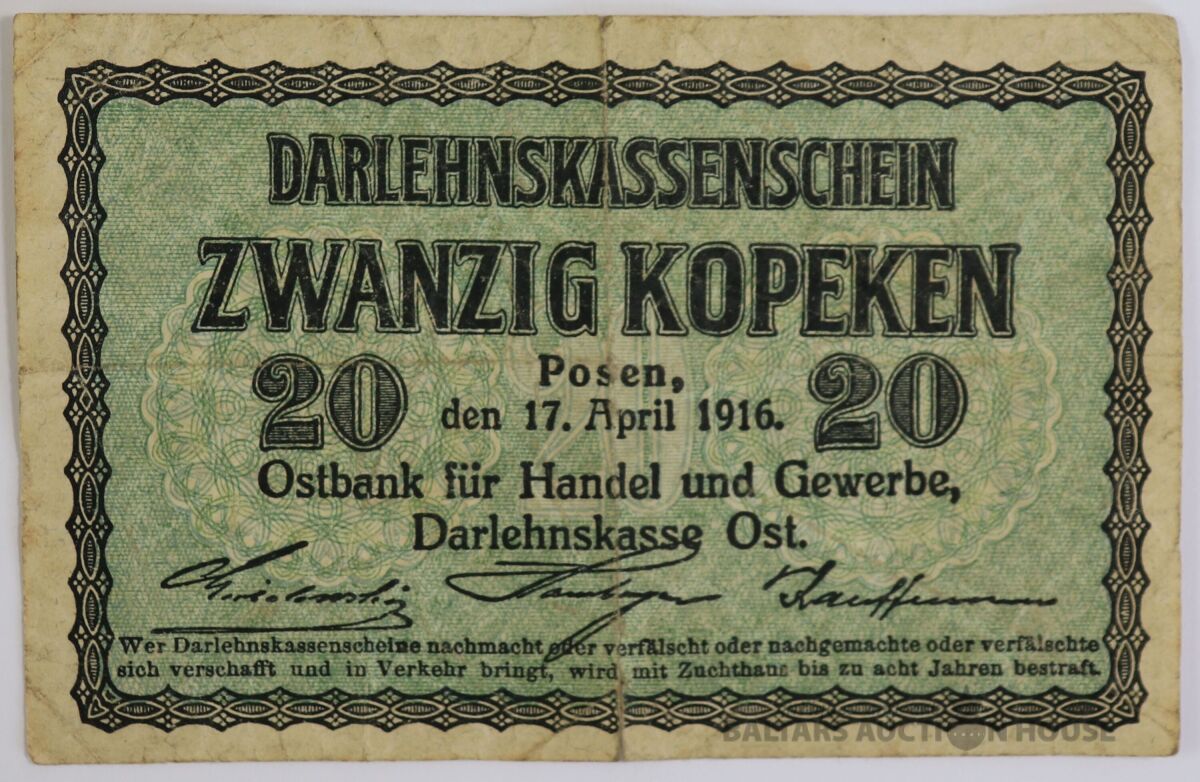 DARLEHNSKASSENSCHEIN
ZWANZIG KOPEKEN
20 Posen, 20
den 17. April 1916.
Ostbank für Handel und Gewerbe,
Darlehnskasse Ost.
Hamburger Kauffmann
Wer Darlehnskassenscheine nachmacht oder verfälscht oder nachgemachte oder verfälschte
sich verschafft und in Verkehr bringt, wird mit Zuchthaus bis zu acht Jahren bestraft.
BALTARS AUCTION HOUSE